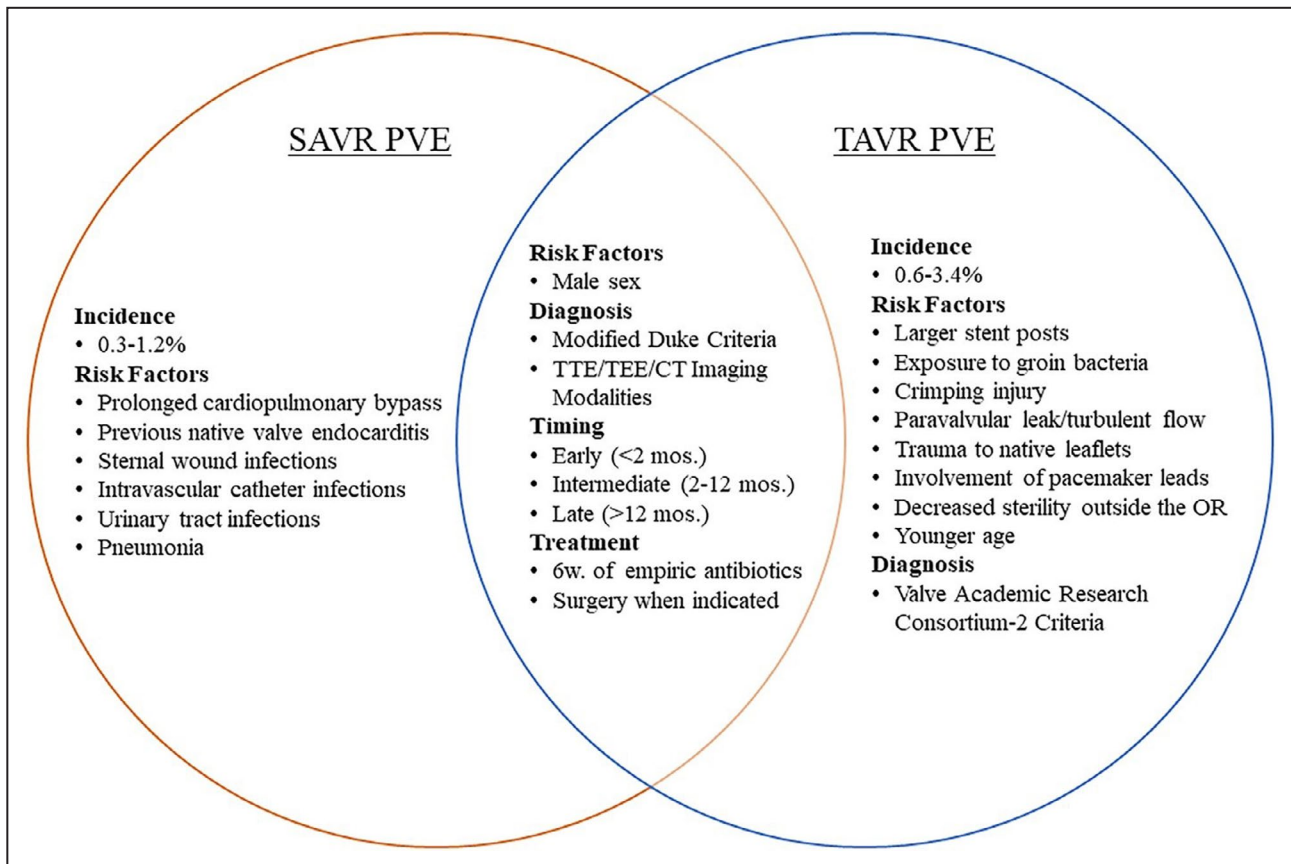 SAVR PVE
Incidence
• 0.3-1.2%
Risk Factors
• Prolonged cardiopulmonary bypass
• Previous native valve endocarditis
• Sternal wound infections
• Intravascular catheter infections
• Urinary tract infections
• Pneumonia
Risk Factors
• Male sex
Diagnosis
• Modified Duke Criteria
• TTE/TEE/CT Imaging
Modalities
Timing
• Early (<2 mos.)
• Intermediate (2-12 mos.)
• Late (>12 mos.)
Treatment
• 6w. of empiric antibiotics
• Surgery when indicated
TAVR PVE
Incidence
• 0.6-3.4%
Risk Factors
• Larger stent posts
• Exposure to groin bacteria
• Crimping injury
• Paravalvular leak/turbulent flow
• Trauma to native leaflets
• Involvement of pacemaker leads
• Decreased sterility outside the OR
• Younger age
Diagnosis
• Valve Academic Research
Consortium-2 Criteria